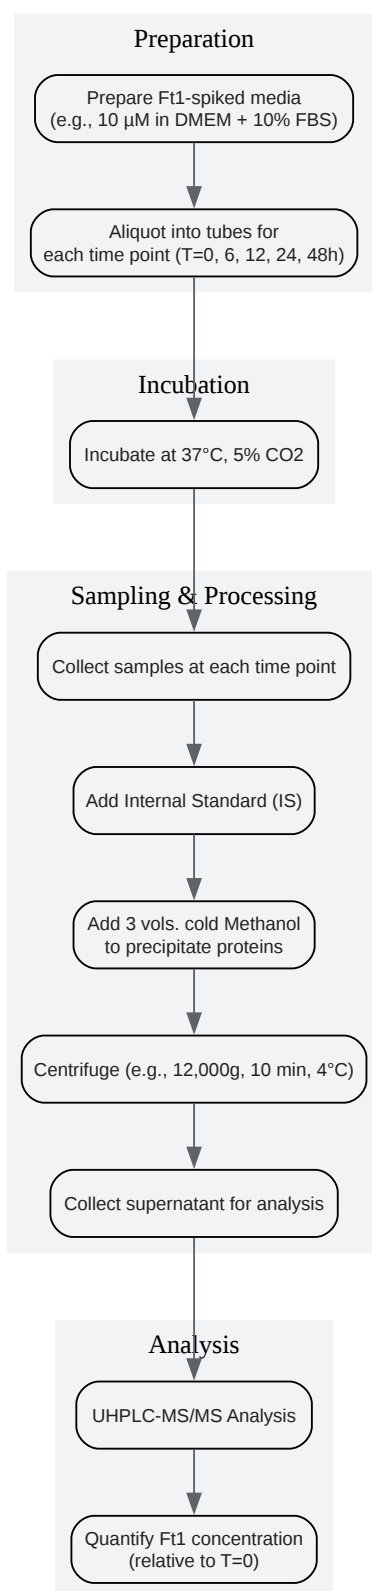 Preparation
Prepare Ft1-spiked media
(e.g., 10 µM in DMEM + 10% FBS)
Aliquot into tubes for
each time point (T=0, 6, 12, 24, 48h)
Incubation
Incubate at 37°C, 5% CO2
Sampling & Processing
Collect samples at each time point
Add Internal Standard (IS)
Add 3 vols. cold Methanol
to precipitate proteins
Centrifuge (e.g., 12,000g, 10 min, 4°C)
Collect supernatant for analysis
Analysis
UHPLC-MS/MS Analysis
Quantify Ft1 concentration
(relative to T=0)